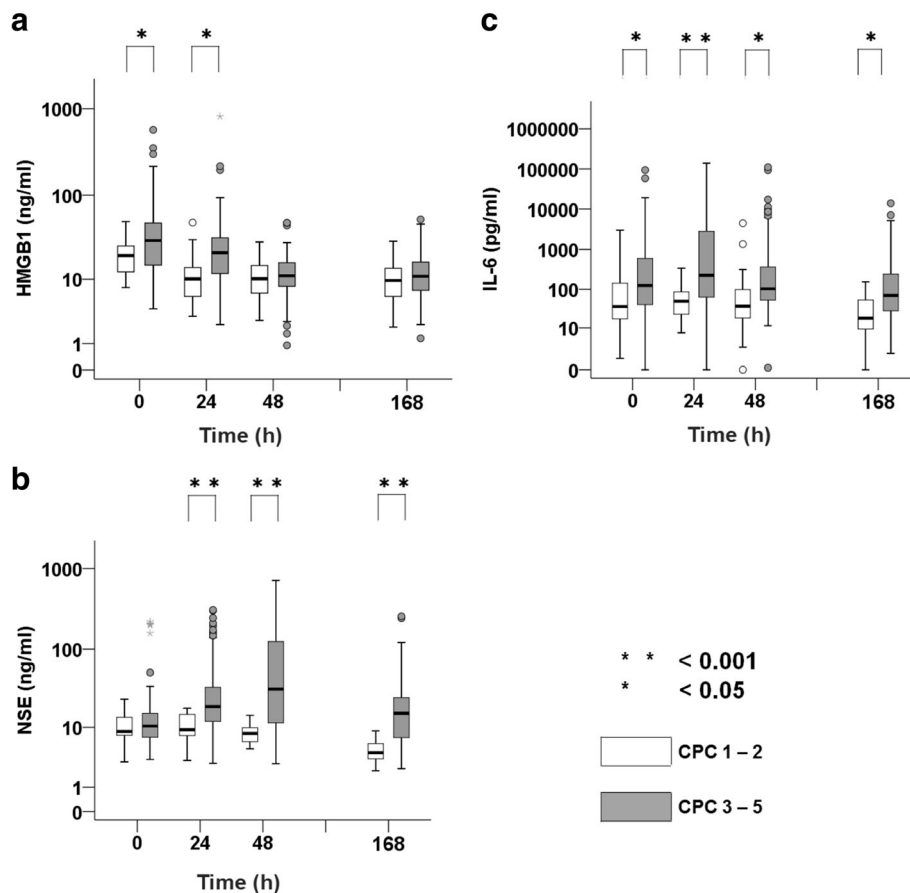 a
* *
HMGB1 (ng/ml)
1000
100
10
1
0
0 24 48 168
Time (h)
c
* * * * *
IL-6 (pg/ml)
1000000
100000
10000
1000
100
10
0
0 24 48 168
Time (h)
b
* * * * * *
NSE (ng/ml)
1000
100
10
1
0
0 24 48 168
Time (h)
* * < 0.001
* < 0.05
CPC 1 – 2
CPC 3 – 5